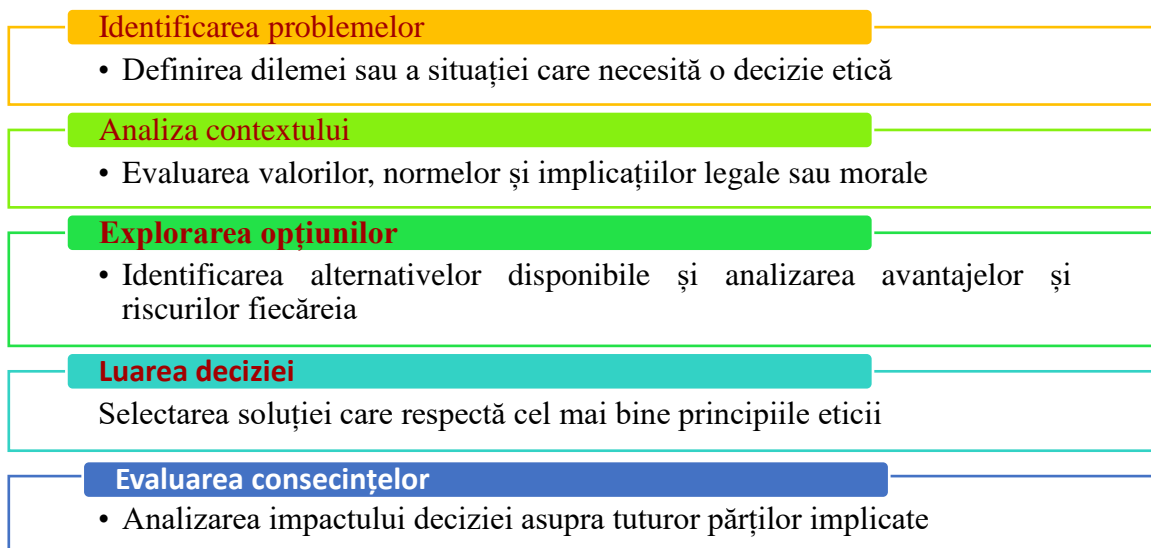 Identificarea problemelor
• Definirea dilemei sau a situației care necesită o decizie etică
Analiza contextului
• Evaluarea valorilor, normelor și implicațiilor legale sau morale
Explorarea opțiunilor
• Identificarea alternativelor disponibile și analizarea avantajelor și
riscurilor fiecăreia
Luarea deciziei
Selectarea soluției care respectă cel mai bine principiile eticii
Evaluarea consecințelor
• Analizarea impactului deciziei asupra tuturor părților implicate